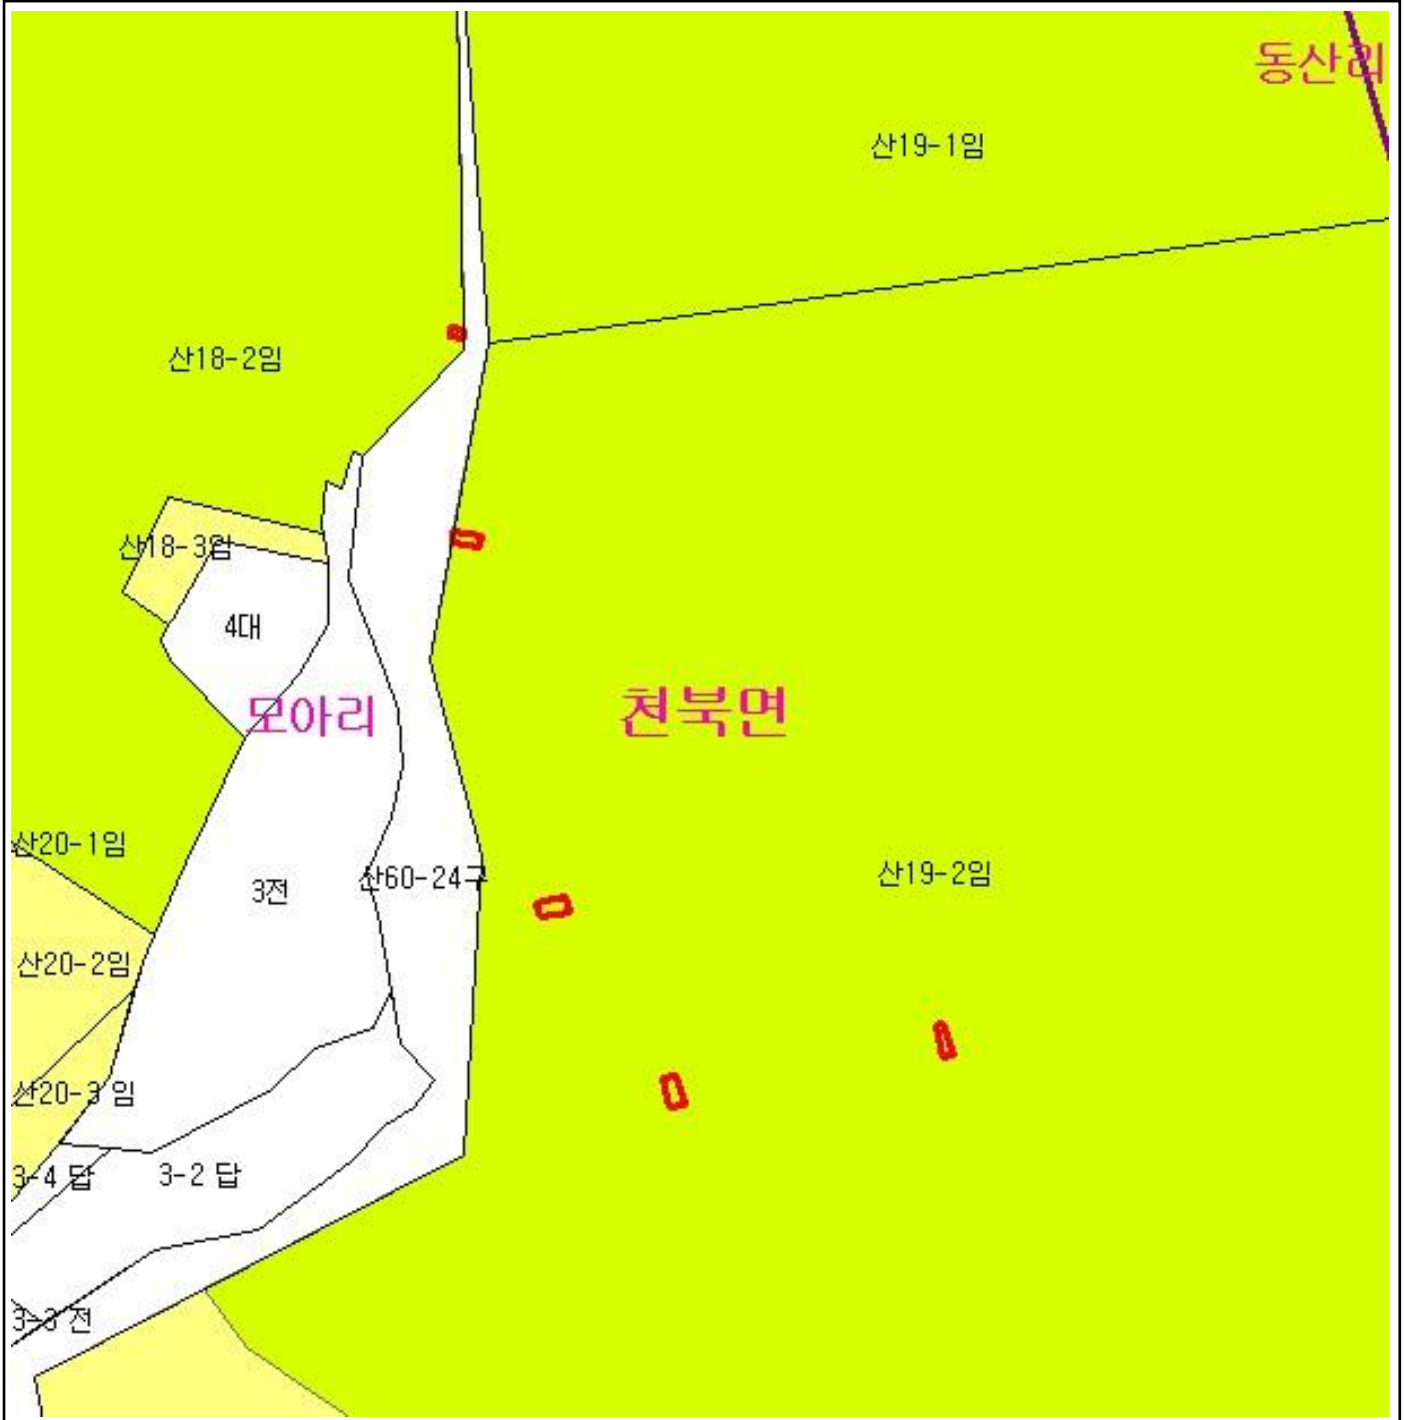 동산리
산19-1임
산18-2임
산18-3임
4대
모아리
천북면
산20-1임
3전
산60-24구
산19-2임
산20-2임
산20-3 임
3-4 답
3-2 답
3-3 전